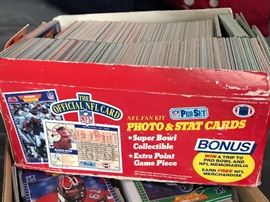 THE
OFFICIAL NFL CARD
NFL FAN KIT
PRO SET
PHOTO & STAT CARDS
★Super Bowl
Collectible
★Extra Point
Game Piece
BONUS
WIN A TRIP TO
PRO BOWL AND
NFL MEMORABILIA
EARN FREE NFL
MERCHANDISE